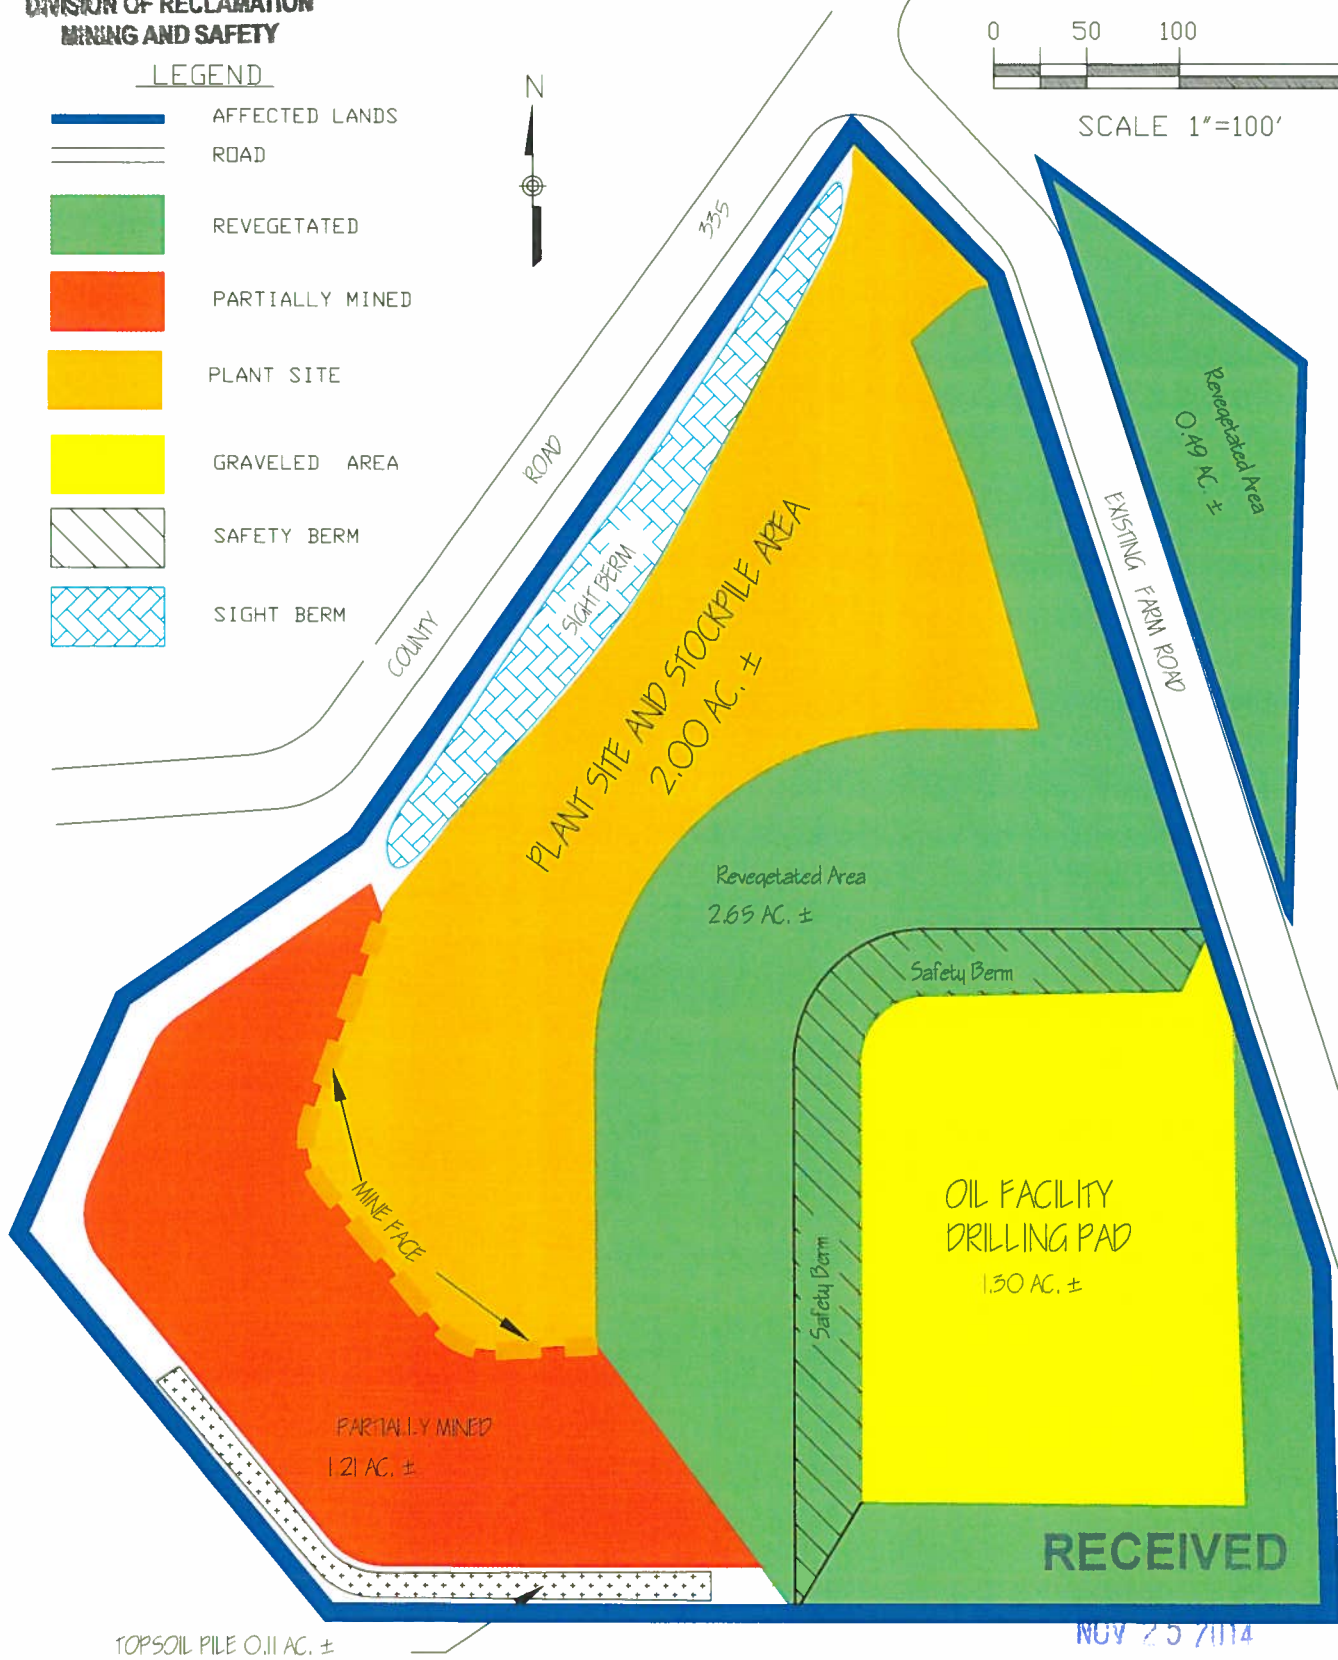 DIVISION OF RECLAMATION
MINING AND SAFETY
LEGEND
AFFECTED LANDS
ROAD
REVEGETATED
PARTIALLY MINED
PLANT SITE
GRAVELED AREA
SAFETY BERM
SIGHT BERM
N
0 50 100
SCALE 1"=100'
335
ROAD
COUNTY
SIGHT BERM
PLANT SITE AND STOCKPILE AREA
2.00 AC. ±
Revegetated Area
0.49 AC. ±
EXISTING FARM ROAD
Revegetated Area
2.65 AC. ±
Safety Berm
Safety Berm
MINE FACE
OIL FACILITY
DRILLING PAD
1.30 AC. ±
PARTIALLY MINED
1.21 AC. ±
TOPSOIL PILE 0.11 AC. ±
RECEIVED
NOV 25 2014